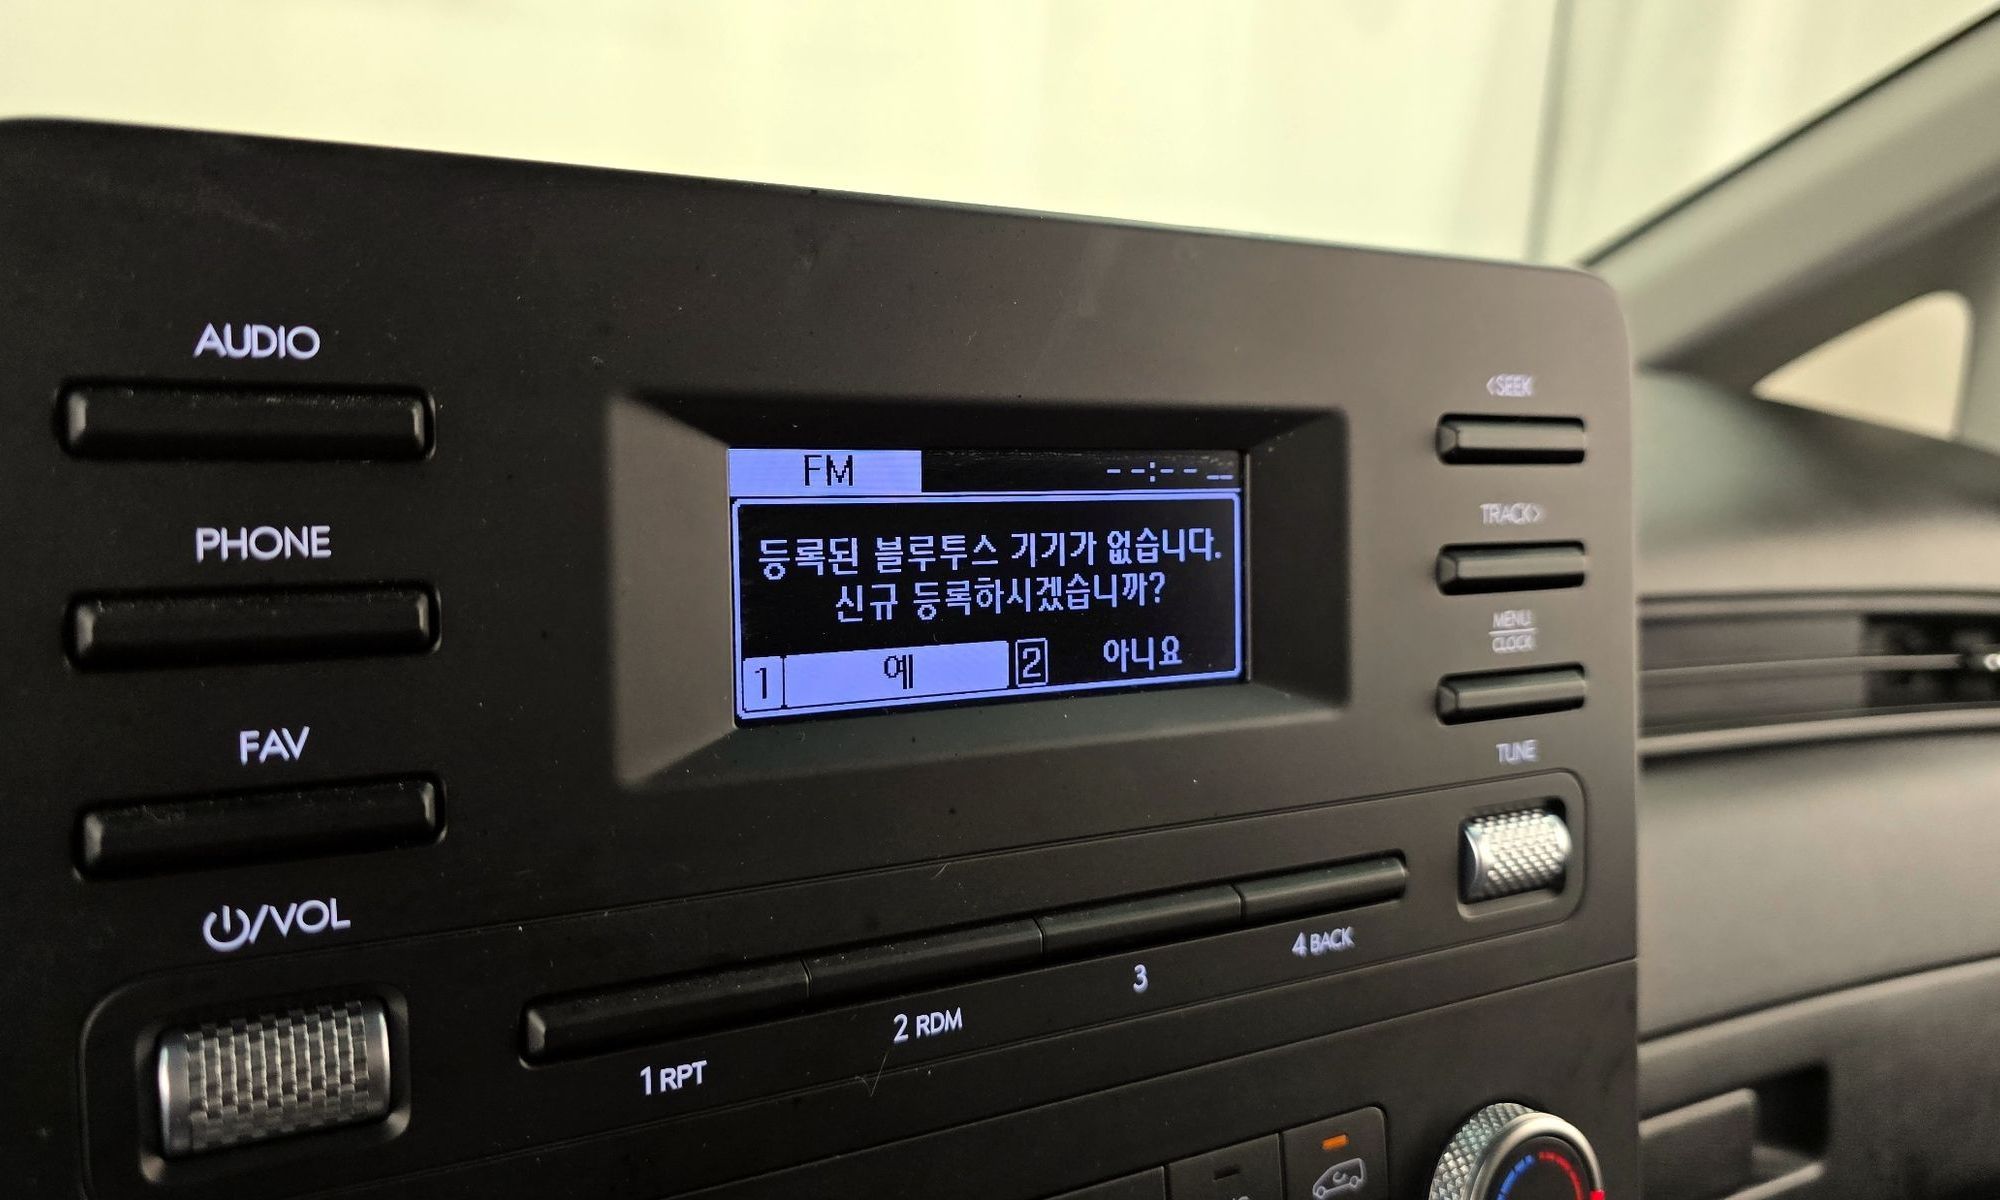 AUDIO
PHONE
FAV
/VOL
FM
--:-- __
등록된 블루투스 기기가 없습니다.
신규 등록하시겠습니까?
1 예 2 아니요
<SEEK
TRACK>
MENU
CLOCK
TUNE
1 RPT
2 RDM
3
4 BACK